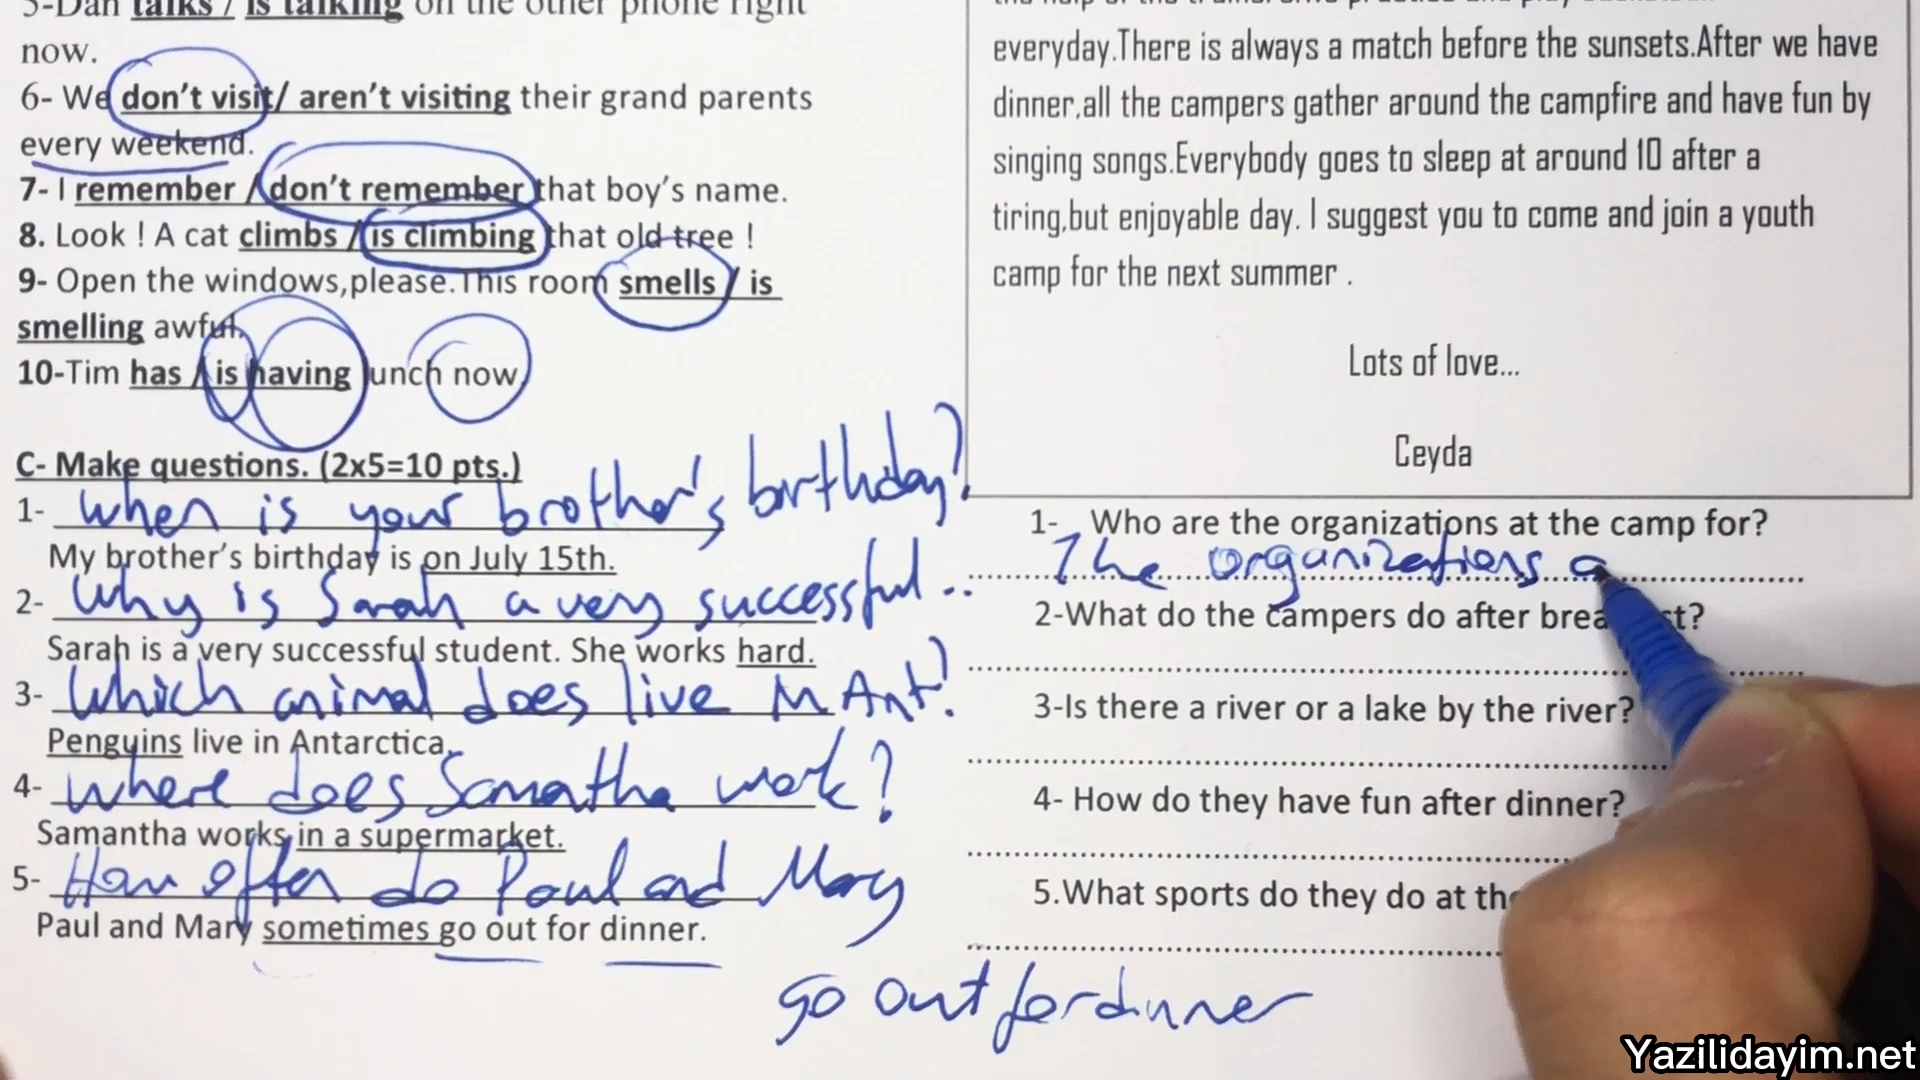 5-Dan talks / is talking on the other phone right
now.
6- We don't visit/ aren't visiting their grand parents
every weekend.
7- I remember / don't remember that boy's name.
8. Look ! A cat climbs / is climbing that old tree !
9- Open the windows,please.This room smells / is
smelling awful.
10-Tim has / is having lunch now.
C- Make questions. (2x5=10 pts.)
1- When is your brother's birthday?
My brother's birthday is on July 15th.
2- Why is Sarah a very successful ..
Sarah is a very successful student. She works hard.
3- Which animal does live in Ant?
Penguins live in Antarctica.
4- Where does Samatha work?
Samantha works in a supermarket.
5- How often do Paul and Mary
Paul and Mary sometimes go out for dinner.
go out for dinner
everyday.There is always a match before the sunsets.After we have
dinner,all the campers gather around the campfire and have fun by
singing songs.Everybody goes to sleep at around 10 after a
tiring,but enjoyable day. I suggest you to come and join a youth
camp for the next summer .
Lots of love...
Ceyda
1- Who are the organizations at the camp for?
The organizations a
2-What do the campers do after
3-Is there a river or a lake by the river?
4- How do they have fun after dinner?
5.What sports do they do at
Yazilidayim.net